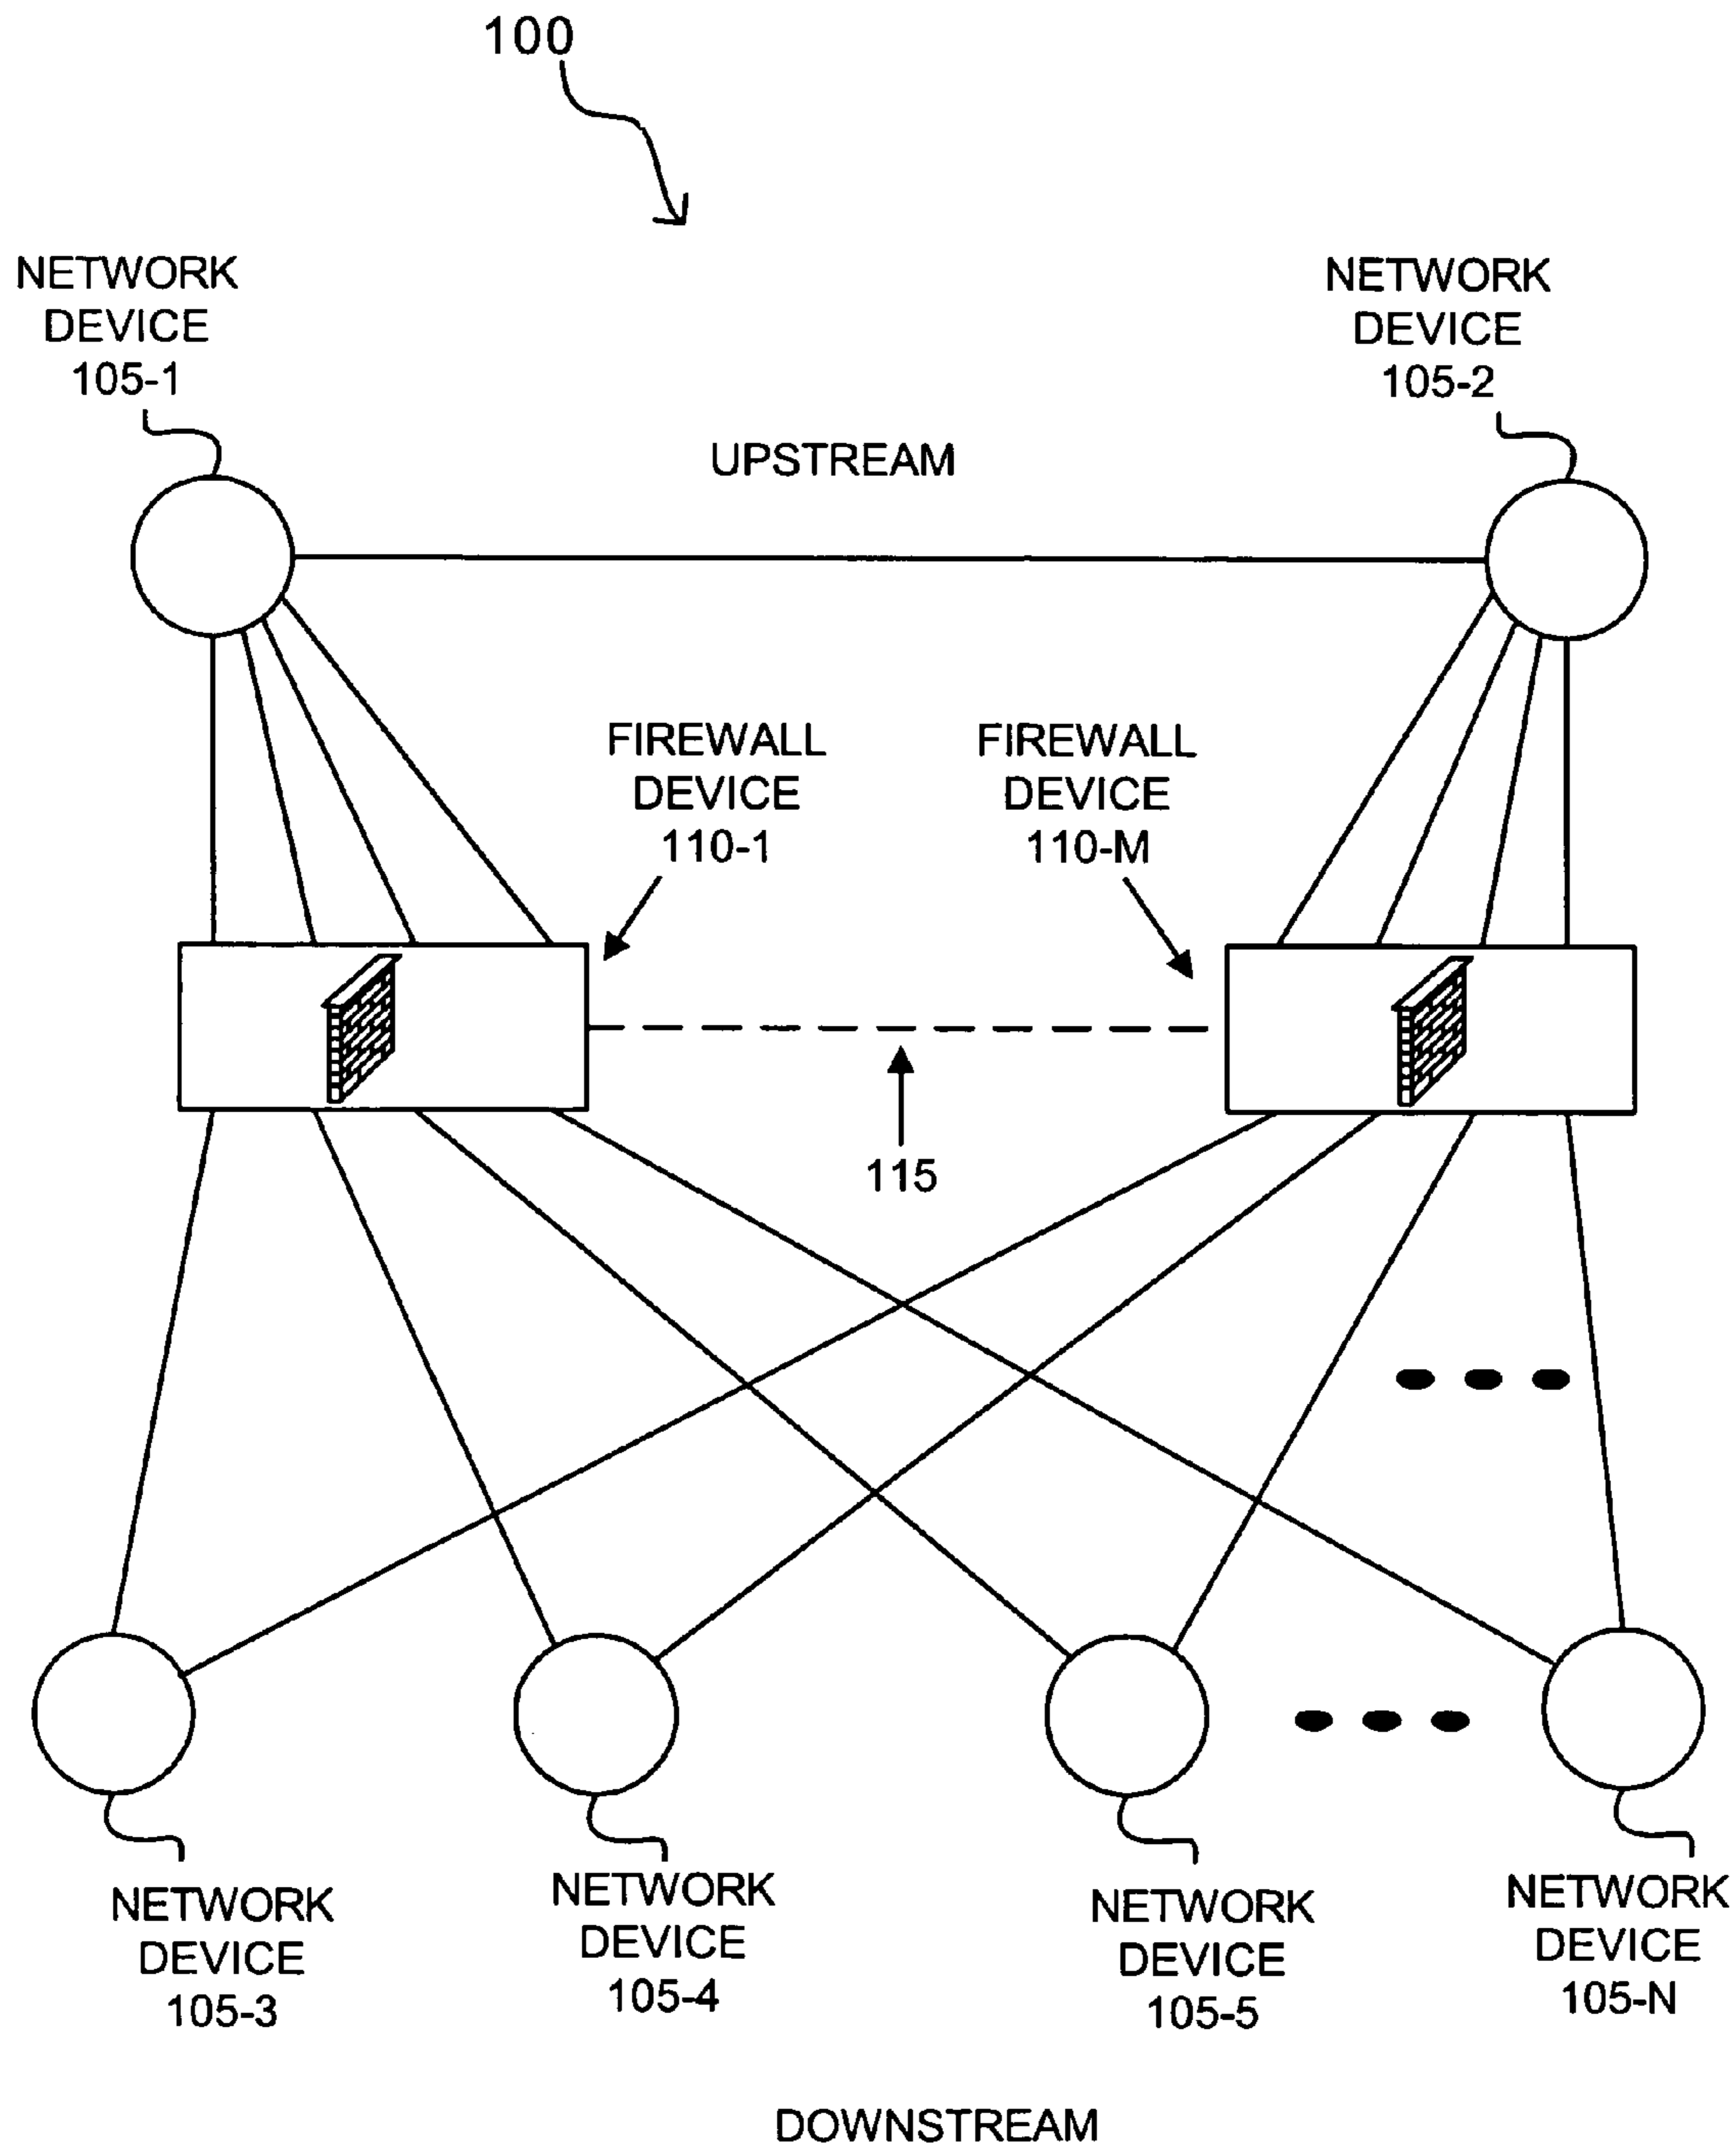 100
NETWORK
DEVICE
105-1
NETWORK
DEVICE
105-2
UPSTREAM
FIREWALL
DEVICE
110-1
FIREWALL
DEVICE
110-M
115
NETWORK
DEVICE
105-3
NETWORK
DEVICE
105-4
NETWORK
DEVICE
105-5
NETWORK
DEVICE
105-N
DOWNSTREAM